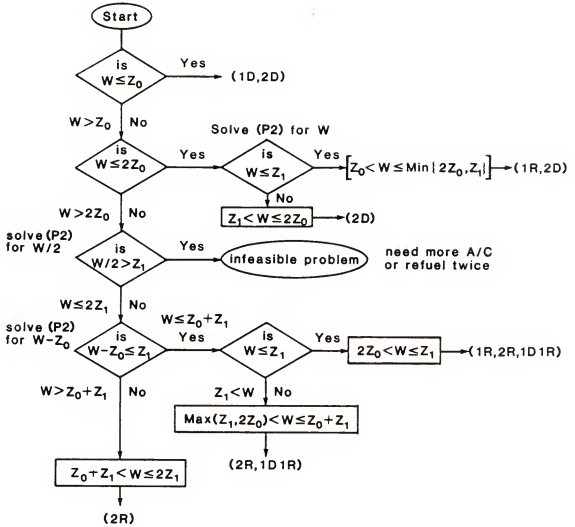 Start
is
W≤Z₀
Yes
(1D,2D)
W>Z₀
No
Solve (P2) for W
is
W≤2Z₀
Yes
is
W≤Z₁
Yes
[Z₀<W≤Min{2Z₀,Z₁}]
(1R,2D)
No
Z₁<W≤2Z₀
(2D)
W>2Z₀
No
solve(P2)
for W/2
is
W/2>Z₁
Yes
infeasible problem
need more A/C
or refuel twice
W≤2Z₁
No
solve (P2)
for W-Z₀
is
W-Z₀≤Z₁
W≤Z₀+Z₁
Yes
is
W≤Z₁
Yes
2Z₀<W≤Z₁
(1R,2R,1D1R)
W>Z₀+Z₁
No
Z₁<W
No
Max(Z₁,2Z₀)<W≤Z₀+Z₁
(2R,1D1R)
Z₀+Z₁<W≤2Z₁
(2R)